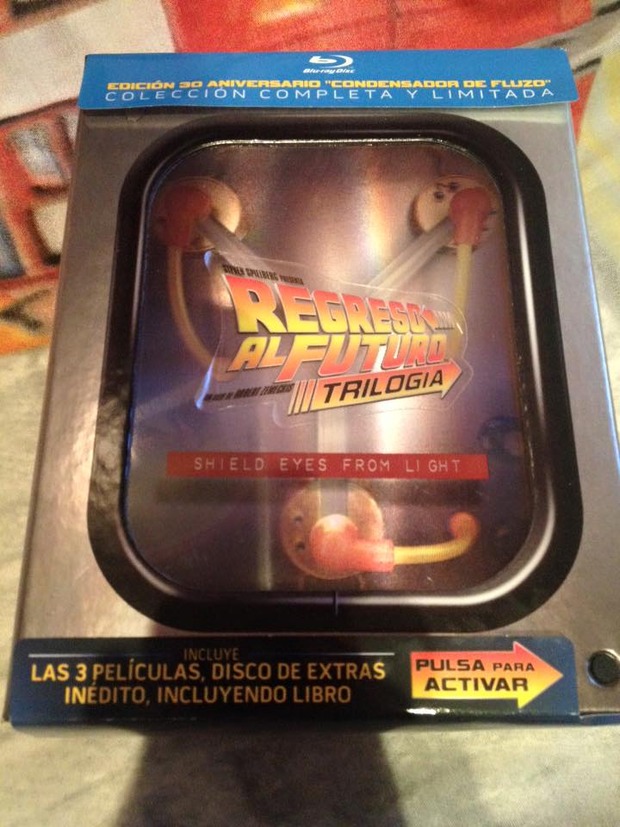 Blu-ray Disc
EDICIÓN 30 ANIVERSARIO "CONDENSADOR DE FLUZO"
COLECCIÓN COMPLETA Y LIMITADA
STEVEN SPIELBERG PRESENTA
REGRESO
AL FUTURO
TRILOGIA
UN FILM DE ROBERT ZEMECKIS
SHIELD EYES FROM LIGHT
INCLUYE
LAS 3 PELÍCULAS, DISCO DE EXTRAS
INÉDITO, INCLUYENDO LIBRO
PULSA PARA
ACTIVAR